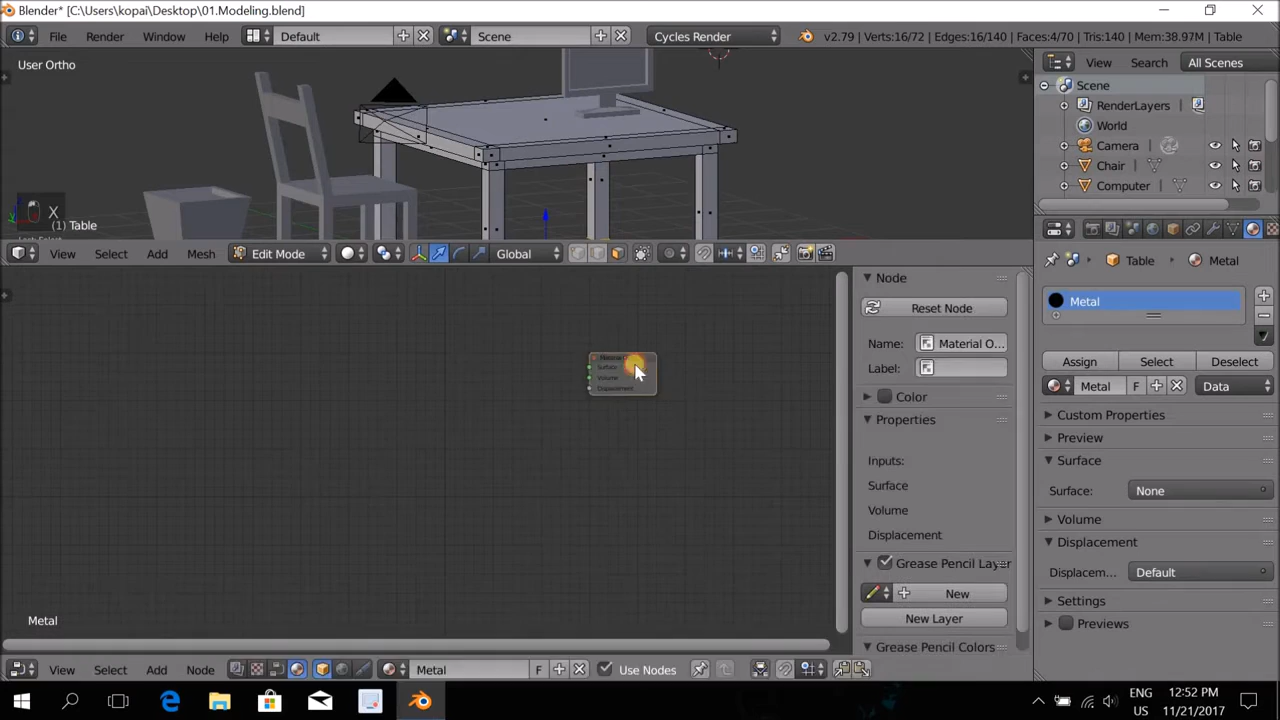 Blender* [C:\Users\kopai\Desktop\01.Modeling.blend]
File Render Window Help Default Scene Cycles Render v2.79 | Verts:16/72 | Edges:16/140 | Faces:4/70 | Tris:140 | Mem:38.97M | Table
User Ortho
View Search All Scenes
Scene
RenderLayers
World
Camera
Chair
Computer
X
(1) Table
View Select Add Mesh Edit Mode Global
Table Metal
Metal
Assign Select Deselect
Metal F Data
Custom Properties
Preview
Surface
Surface: None
Volume
Displacement
Displacem... Default
Settings
Previews
Node
Reset Node
Name: Material O...
Label:
Color
Properties
Inputs:
Surface
Volume
Displacement
Grease Pencil Layer
New
New Layer
Grease Pencil Colors
Surface
Volume
Displacement
Metal
View Select Add Node Metal F Use Nodes
ENG 12:52 PM
US 11/21/2017